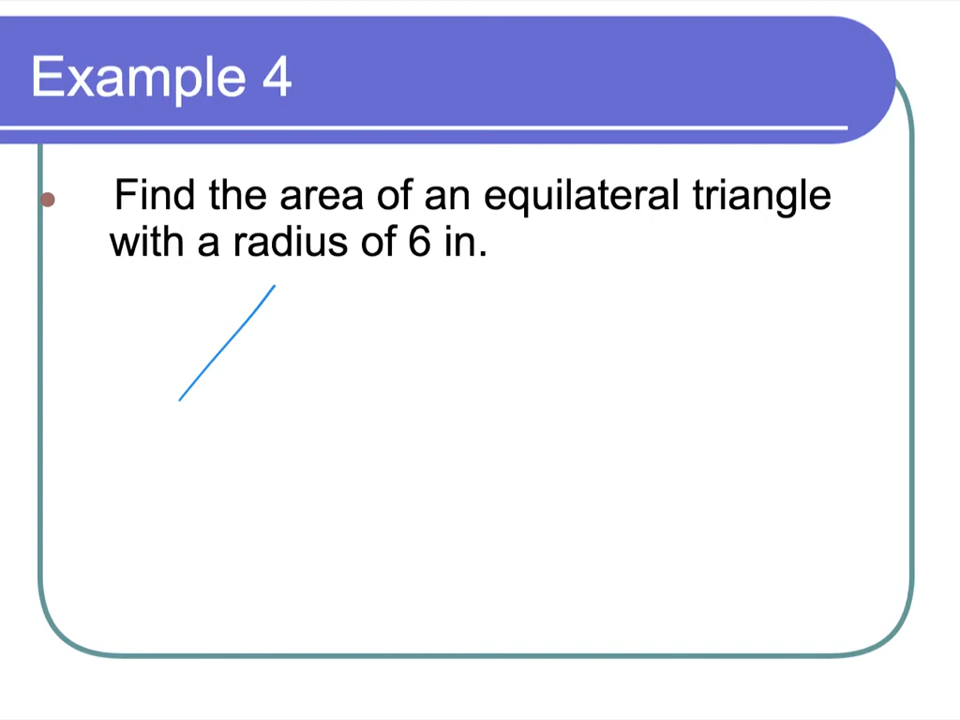 Example 4
Find the area of an equilateral triangle
with a radius of 6 in.